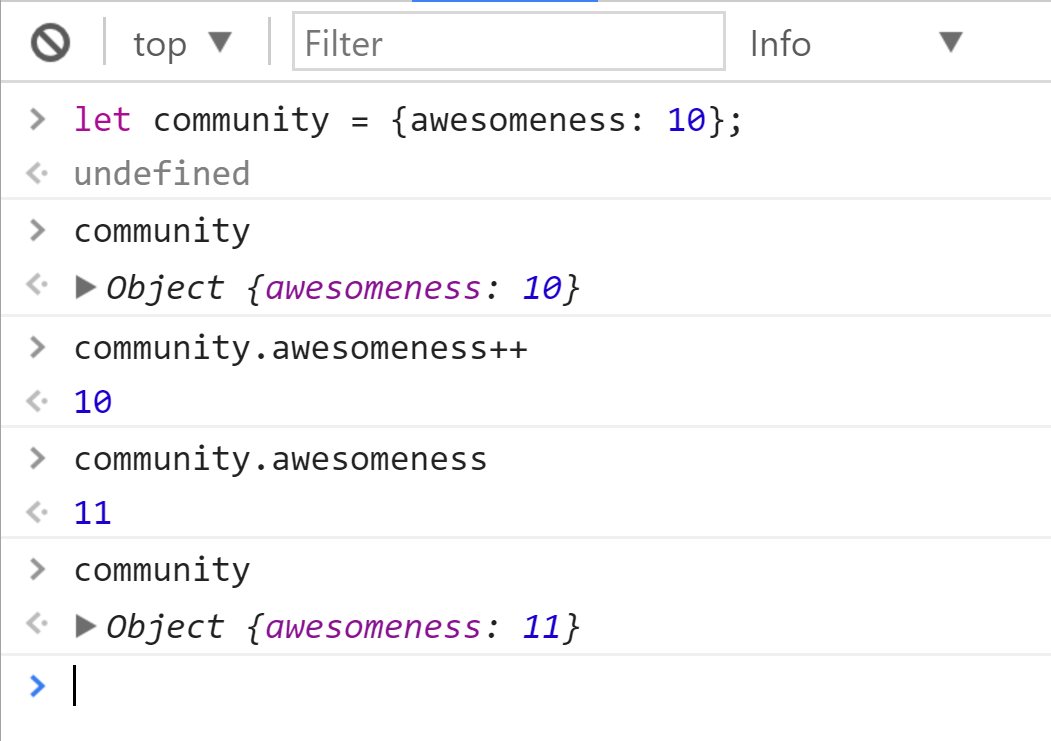 top Filter Info
let community = {awesomeness: 10};
undefined
community
Object {awesomeness: 10}
community.awesomeness++
10
community.awesomeness
11
community
Object {awesomeness: 11}